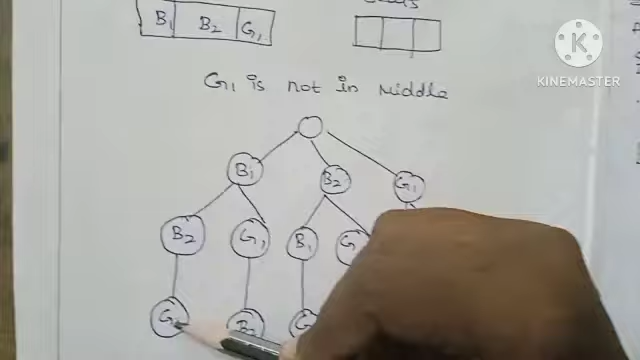 B1 B2 G1
G1 is not in Middle
K
KINEMASTER
B1 B2 G1
B2 G1 B1 G
G1 B2 G